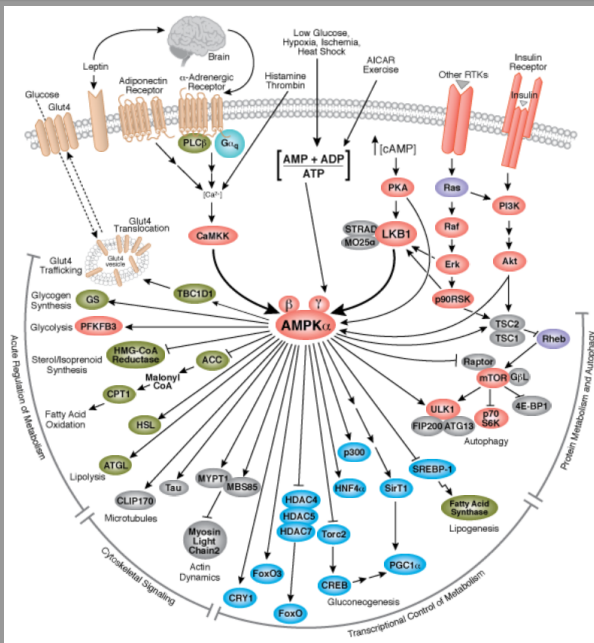 Low Glucose,
Hypoxia, Ischemia,
Heat Shock
Brain
Leptin
α-Adrenergic
Receptor
Adiponectin
Receptor
Histamine
Thrombin
AICAR
Exercise
Insulin
Receptor
Other RTKs
Insulin
Glucose
Glut4
PLCβ
Gαq
[cAMP]
AMP + ADP
ATP
[Ca2+]
PKA
Ras
PI3K
Raf
STRAD
MO25α
LKB1
CaMKK
Erk
Akt
Glut4
Translocation
Glut4
vesicle
Glut4
Trafficking
TBC1D1
p90RSK
Glycogen
Synthesis
GS
β
γ
AMPKα
TSC2
TSC1
Rheb
Glycolysis
PFKFB3
HMG-CoA
Reductase
Sterol/Isoprenoid
Synthesis
ACC
Malonyl
CoA
CPT1
Fatty Acid
Oxidation
Raptor
mTOR
GβL
ULK1
FIP200
ATG13
p70
S6K
4E-BP1
Autophagy
HSL
ATGL
Lipolysis
CLIP170
Tau
Microtubules
MYPT1
MBS85
Myosin
Light
Chain2
Actin
Dynamics
p300
HNF4α
SirT1
SREBP-1
Fatty Acid
Synthase
Lipogenesis
HDAC4
HDAC5
HDAC7
Torc2
CREB
PGC1α
Gluconeogenesis
FoxO3
CRY1
FoxO
Acute Regulation of Metabolism
Cytoskeletal Signaling
Transcriptional Control of Metabolism
Protein Metabolism and Autophagy